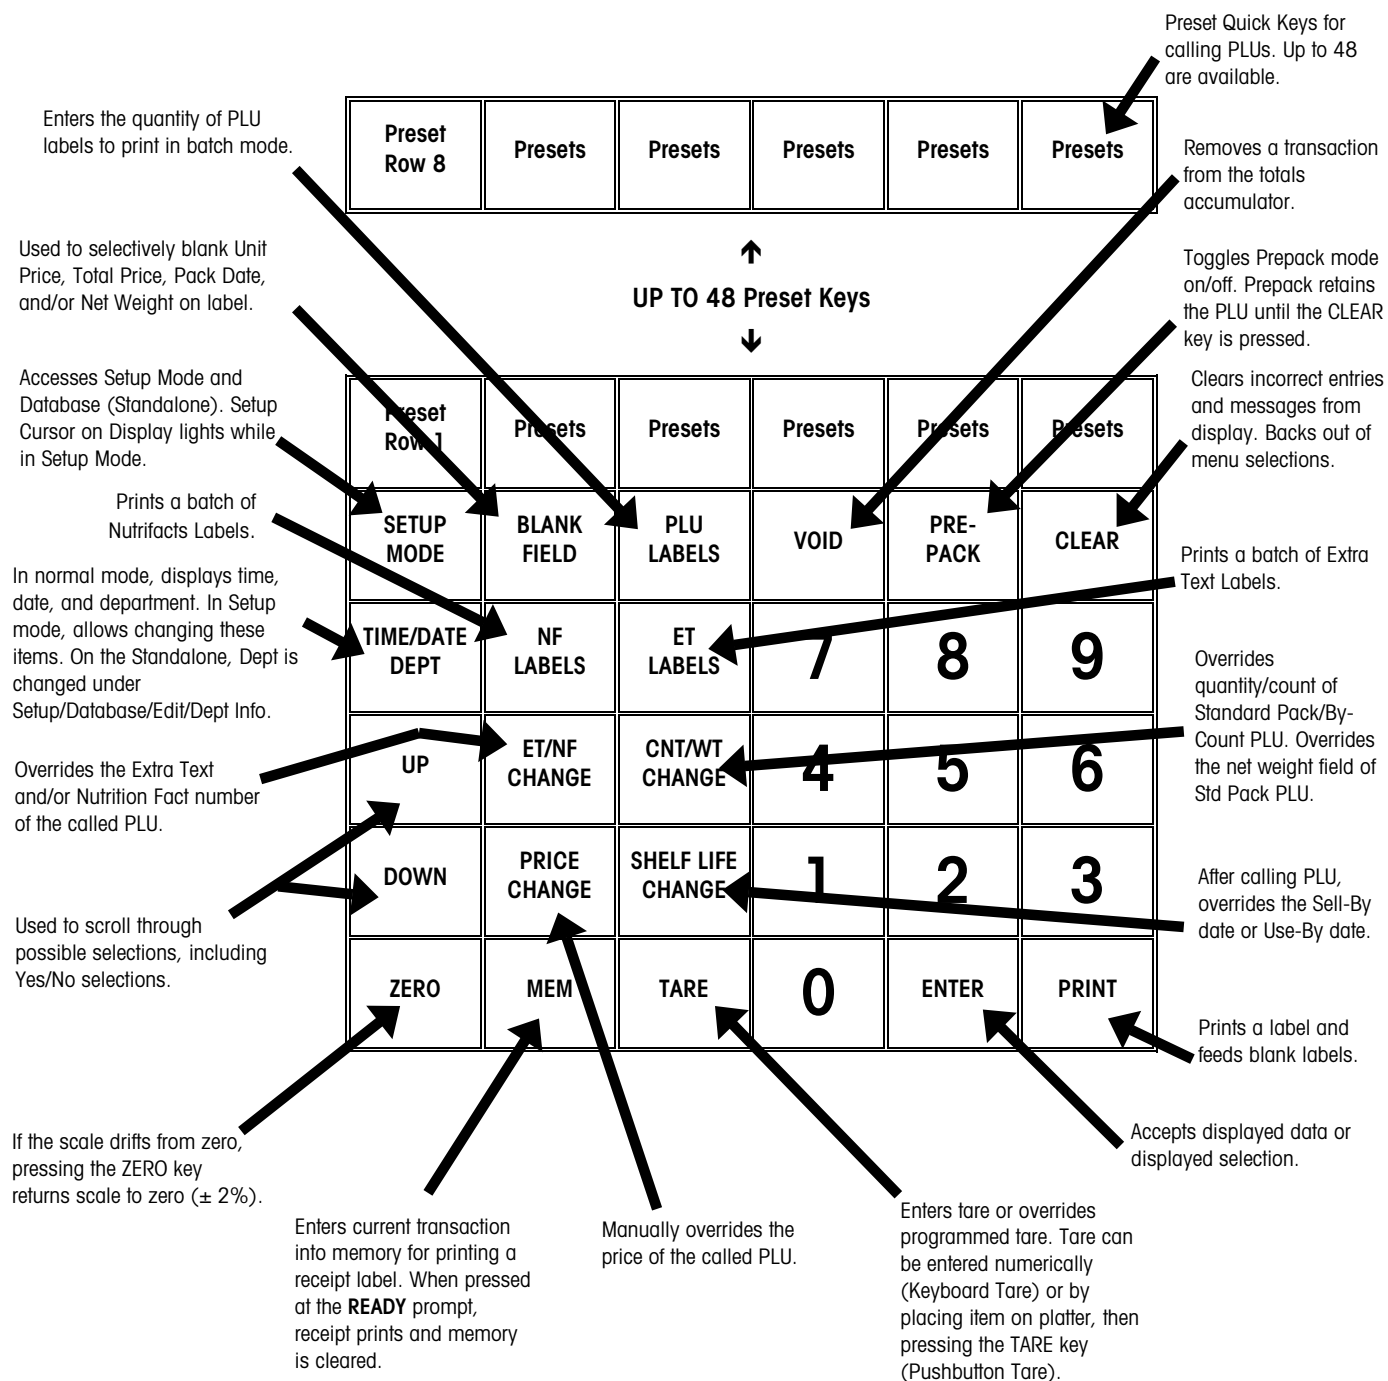 Preset Quick Keys for
calling PLUs. Up to 48
are available.
Enters the quantity of PLU
labels to print in batch mode.
Preset
Row 8
Presets
Presets
Presets
Presets
Presets
Removes a transaction
from the totals
accumulator.
Used to selectively blank Unit
Price, Total Price, Pack Date,
and/or Net Weight on label.
↑
UP TO 48 Preset Keys
↓
Toggles Prepack mode
on/off. Prepack retains
the PLU until the CLEAR
key is pressed.
Accesses Setup Mode and
Database (Standalone). Setup
Cursor on Display lights while
in Setup Mode.
Preset
Row 1
Presets
Presets
Presets
Presets
Presets
Clears incorrect entries
and messages from
display. Backs out of
menu selections.
Prints a batch of
Nutrifacts Labels.
SETUP
MODE
BLANK
FIELD
PLU
LABELS
VOID
PRE-
PACK
CLEAR
Prints a batch of Extra
Text Labels.
In normal mode, displays time,
date, and department. In Setup
mode, allows changing these
items. On the Standalone, Dept is
changed under
Setup/Database/Edit/Dept Info.
TIME/DATE
DEPT
NF
LABELS
ET
LABELS
7
8
9
Overrides
quantity/count of
Standard Pack/By-
Count PLU. Overrides
the net weight field of
Std Pack PLU.
Overrides the Extra Text
and/or Nutrition Fact number
of the called PLU.
UP
ET/NF
CHANGE
CNT/WT
CHANGE
4
5
6
Used to scroll through
possible selections, including
Yes/No selections.
DOWN
PRICE
CHANGE
SHELF LIFE
CHANGE
1
2
3
After calling PLU,
overrides the Sell-By
date or Use-By date.
ZERO
MEM
TARE
0
ENTER
PRINT
Prints a label and
feeds blank labels.
If the scale drifts from zero,
pressing the ZERO key
returns scale to zero (± 2%).
Enters current transaction
into memory for printing a
receipt label. When pressed
at the READY prompt,
receipt prints and memory
is cleared.
Manually overrides the
price of the called PLU.
Enters tare or overrides
programmed tare. Tare can
be entered numerically
(Keyboard Tare) or by
placing item on platter, then
pressing the TARE key
(Pushbutton Tare).
Accepts displayed data or
displayed selection.